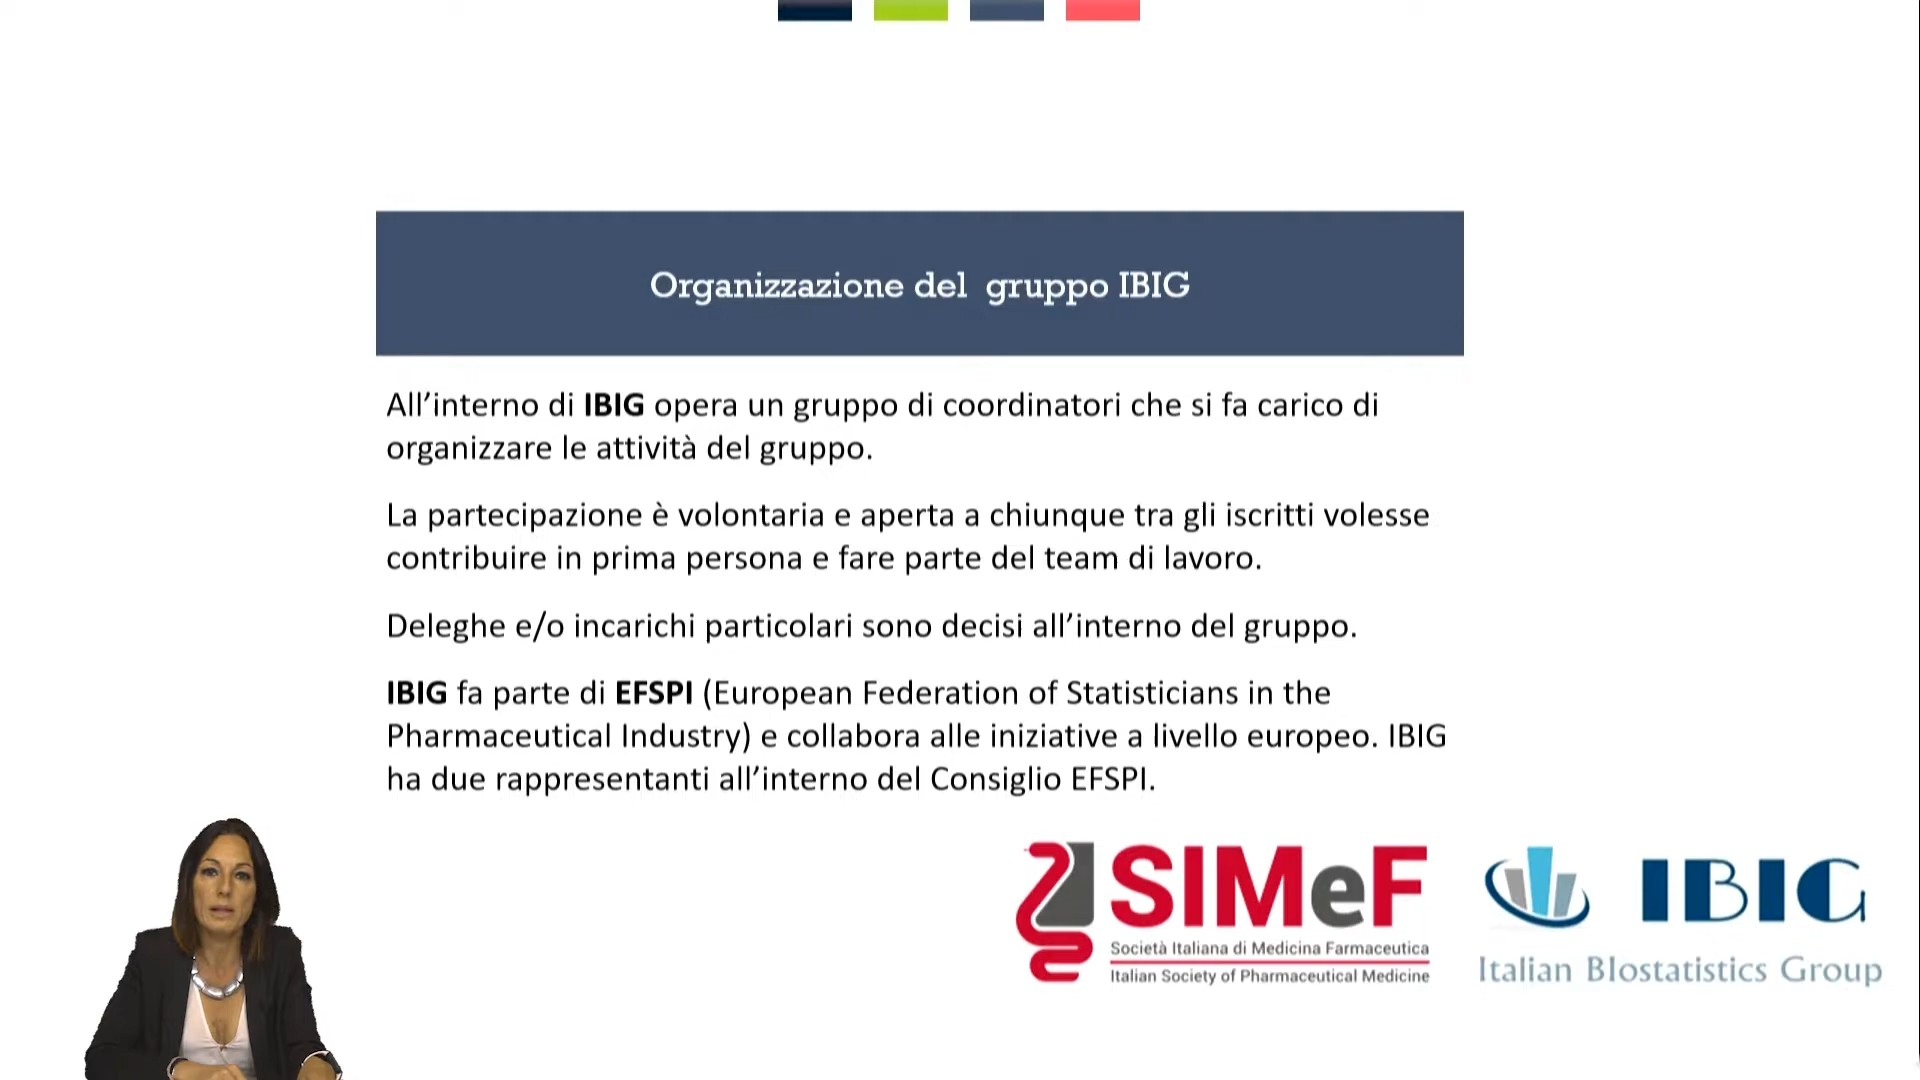 Organizzazione del gruppo IBIG
All’interno di IBIG opera un gruppo di coordinatori che si fa carico di
organizzare le attività del gruppo.
La partecipazione è volontaria e aperta a chiunque tra gli iscritti volesse
contribuire in prima persona e fare parte del team di lavoro.
Deleghe e/o incarichi particolari sono decisi all’interno del gruppo.
IBIG fa parte di EFSPI (European Federation of Statisticians in the
Pharmaceutical Industry) e collabora alle iniziative a livello europeo. IBIG
ha due rappresentanti all’interno del Consiglio EFSPI.
SIMeF
Società Italiana di Medicina Farmaceutica
Italian Society of Pharmaceutical Medicine
IBIG
Italian BIostatistics Group